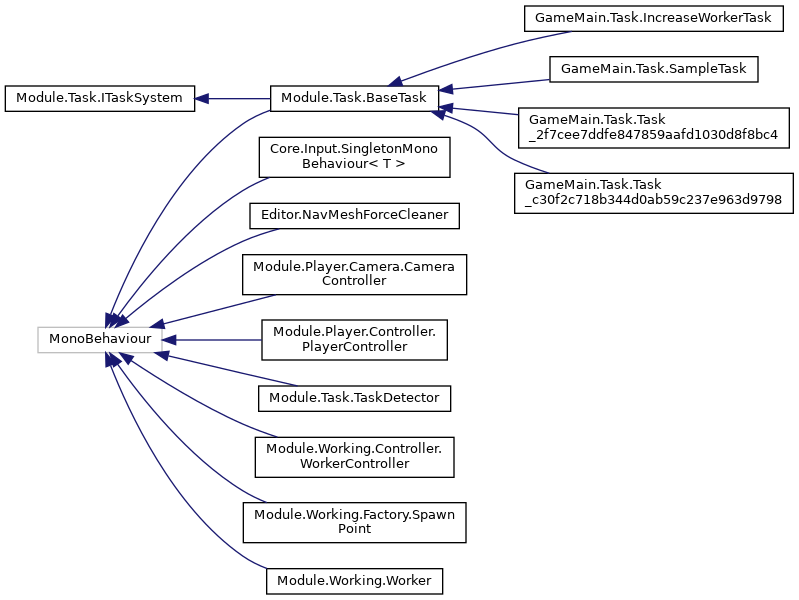 GameMain.Task.IncreaseWorkerTask
GameMain.Task.SampleTask
Module.Task.ITaskSystem
Module.Task.BaseTask
GameMain.Task.Task
_2f7cee7ddfe847859aafd1030d8f8bc4
Core.Input.SingletonMono
Behaviour< T >
GameMain.Task.Task
_c30f2c718b344d0ab59c237e963d9798
Editor.NavMeshForceCleaner
Module.Player.Camera.Camera
Controller
MonoBehaviour
Module.Player.Controller.
PlayerController
Module.Task.TaskDetector
Module.Working.Controller.
WorkerController
Module.Working.Factory.Spawn
Point
Module.Working.Worker